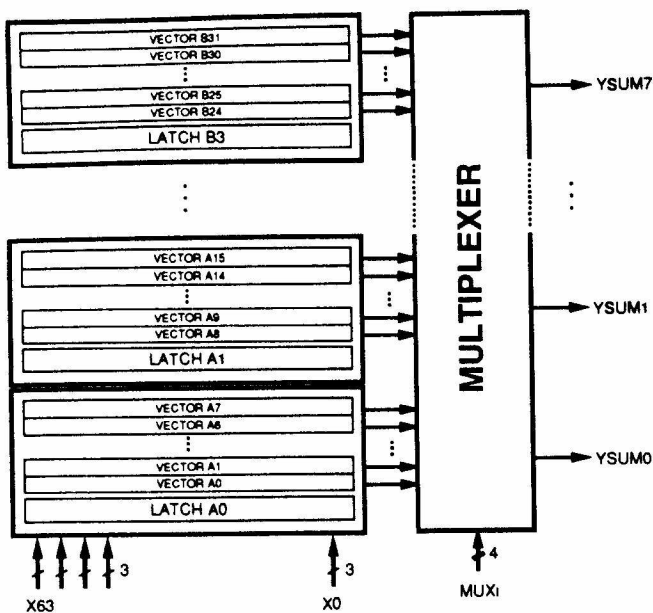 VECTOR B31
VECTOR B30
VECTOR B25
VECTOR B24
LATCH B3
VECTOR A15
VECTOR A14
VECTOR A9
VECTOR A8
LATCH A1
VECTOR A7
VECTOR A6
VECTOR A1
VECTOR A0
LATCH A0
3
3
X63
X0
MULTIPLEXER
4
MUXi
YSUM7
YSUM1
YSUM0